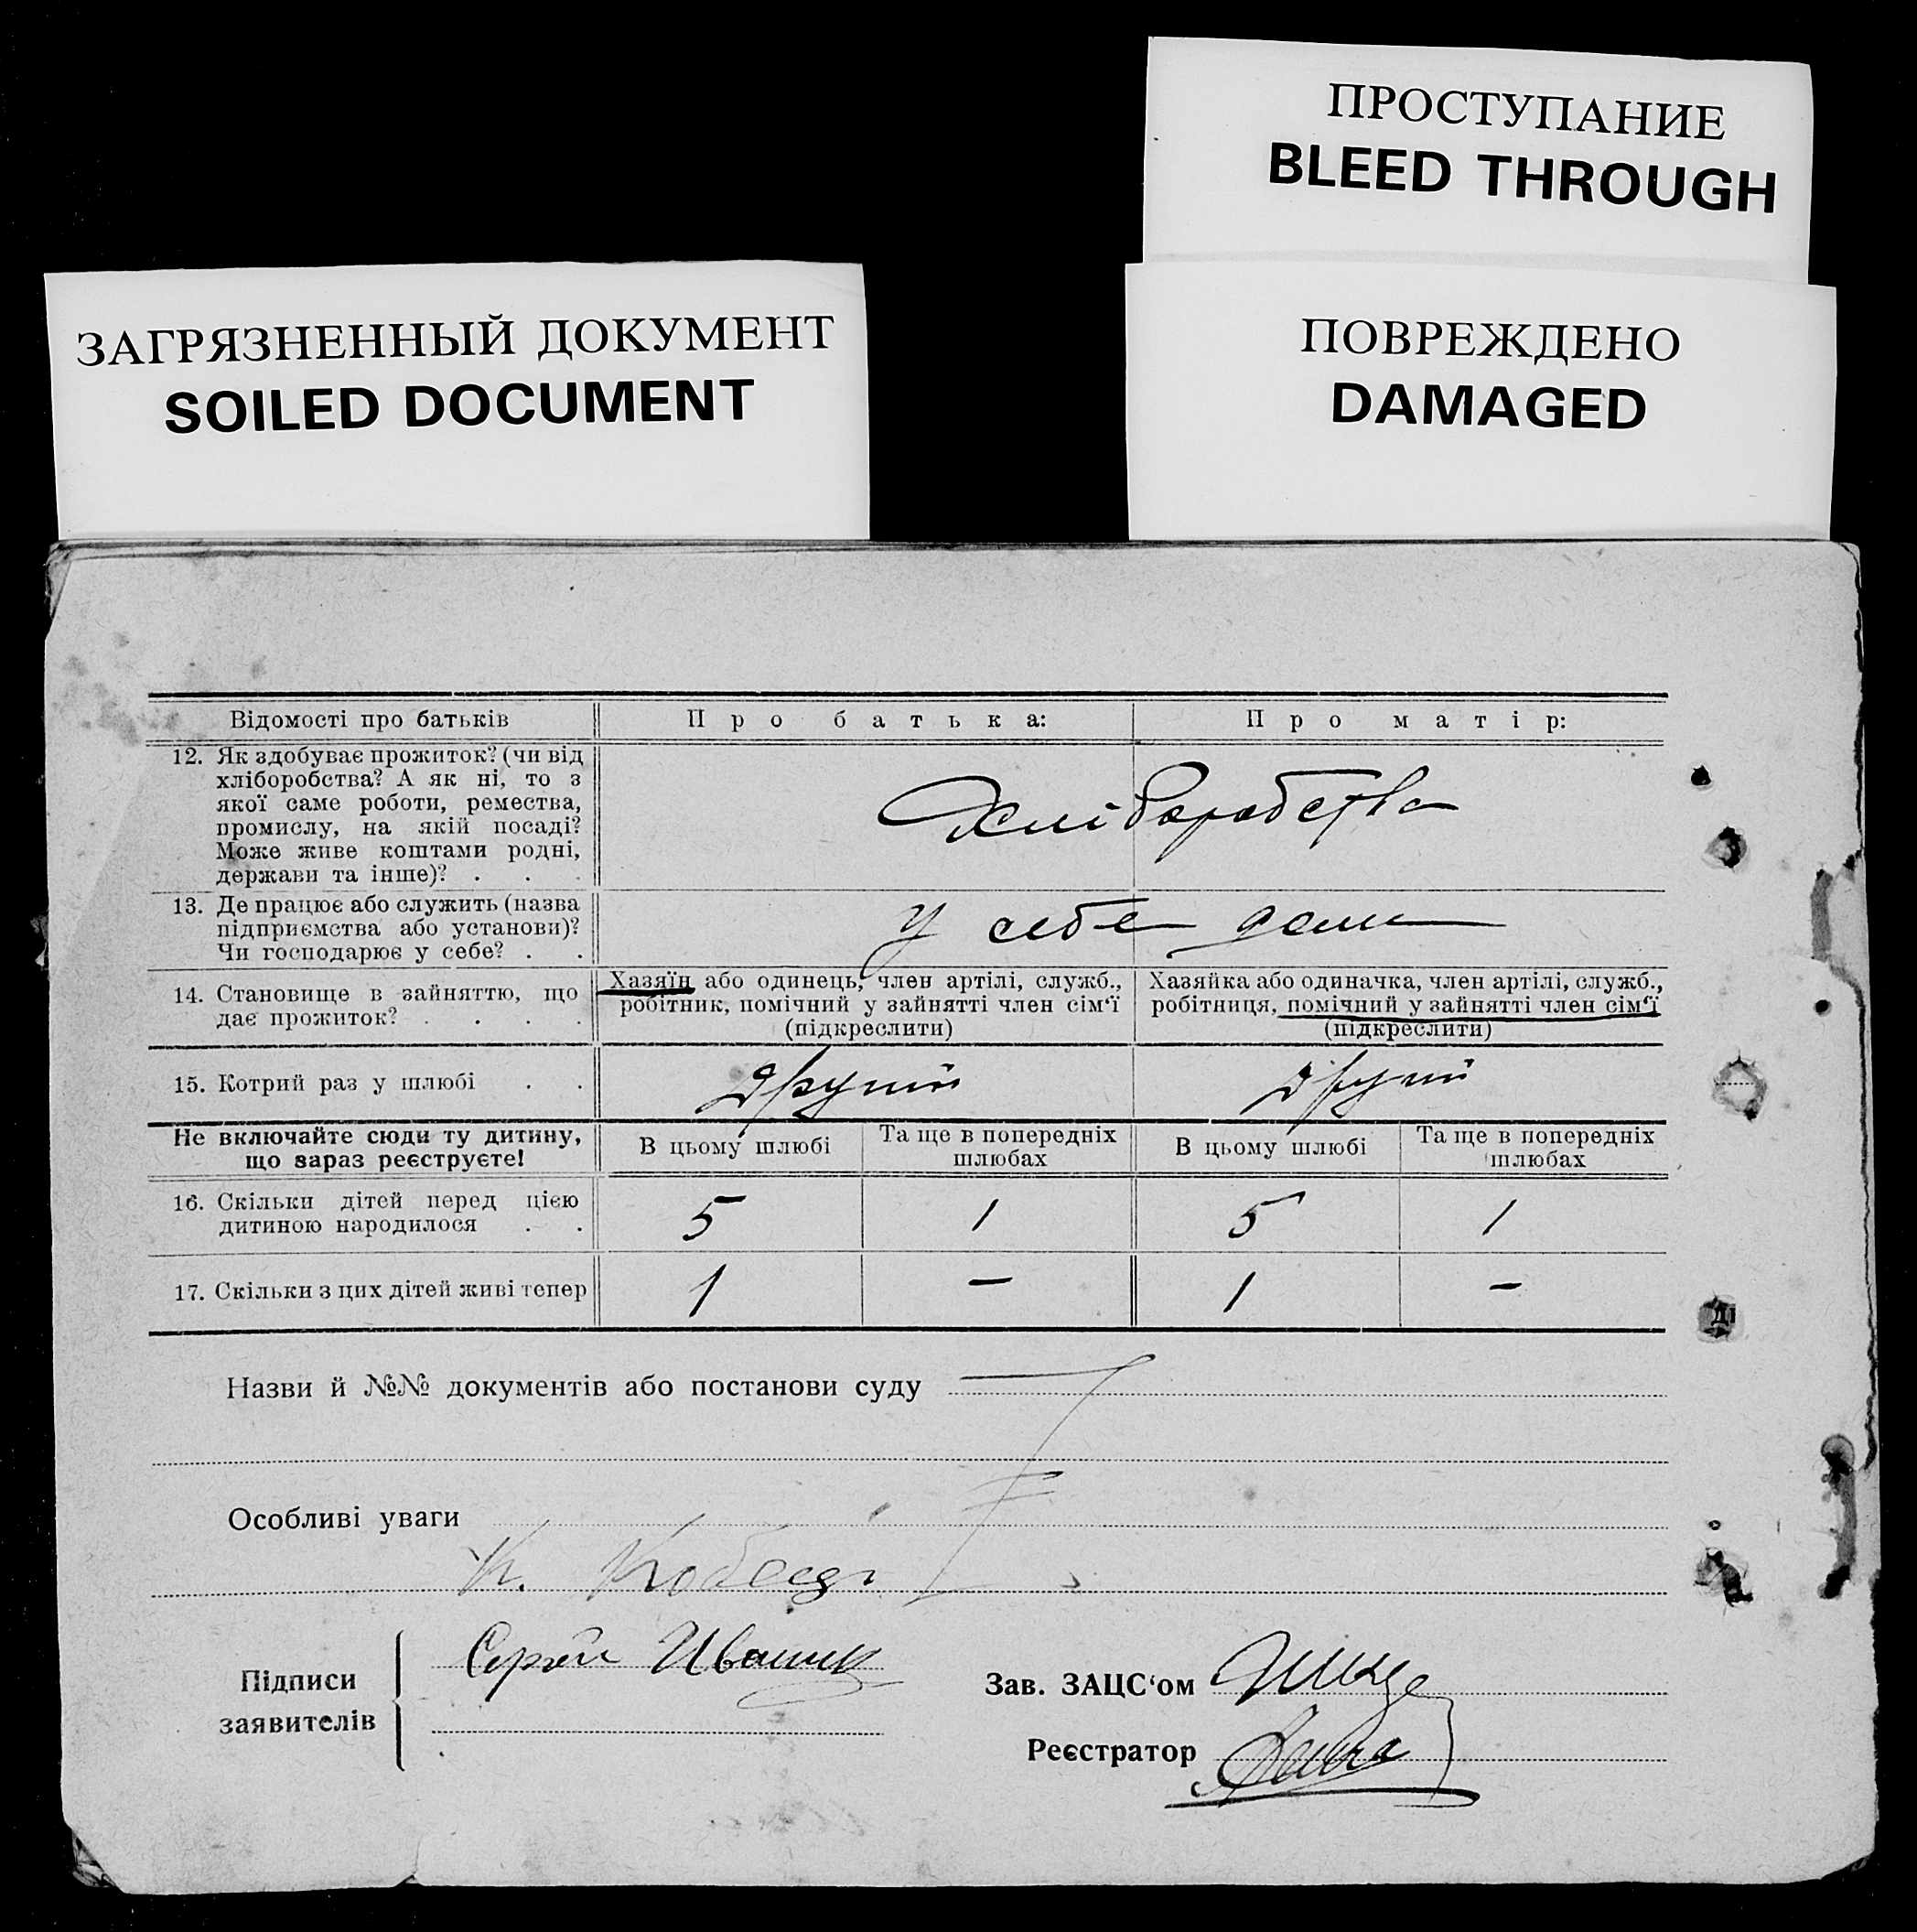 ПРОСТУПАНИЕ
BLEED THROUGH
ЗАГРЯЗНЕННЫЙ ДОКУМЕНТ
SOILED DOCUMENT
ПОВРЕЖДЕНО
DAMAGED
Відомості про батьків Про батька: Про матір:
12. Як здобуває прожиток? (чи від
хліборобства? А як ні, то з
якої саме роботи, ремества,
промислу, на якій посаді?
Може живе коштами родні,
держави та інше)? . . .
Хліборобства
13. Де працює або служить (назва
підприємства або установи)?
Чи господарює у себе? . .
У себе дома
14. Становище в зайняттю, що
дає прожиток? . . . .
Хазяїн або одинець, член артілі, служб.,
робітник, помічний у зайнятті член сім‘ї
(підкреслити)
Хазяйка або одиначка, член артілі, служб.,
робітниця, помічний у зайнятті член сім‘ї
(підкреслити)
15. Котрий раз у шлюбі . . другий другий
Не включайте сюди ту дитину,
що зараз реєструєте!
В цьому шлюбі
Та ще в попередніх
шлюбах
В цьому шлюбі
Та ще в попередніх
шлюбах
16. Скільки дітей перед цією
дитиною народилося . .
5 1 5 1
17. Скільки з цих дітей живі тепер 1 — 1 —
Назви й №№ документів або постанови суду
Особливі уваги
К.
Підписи
заявителів
Сергій
Зав. ЗАЦС‘ом
Реєстратор